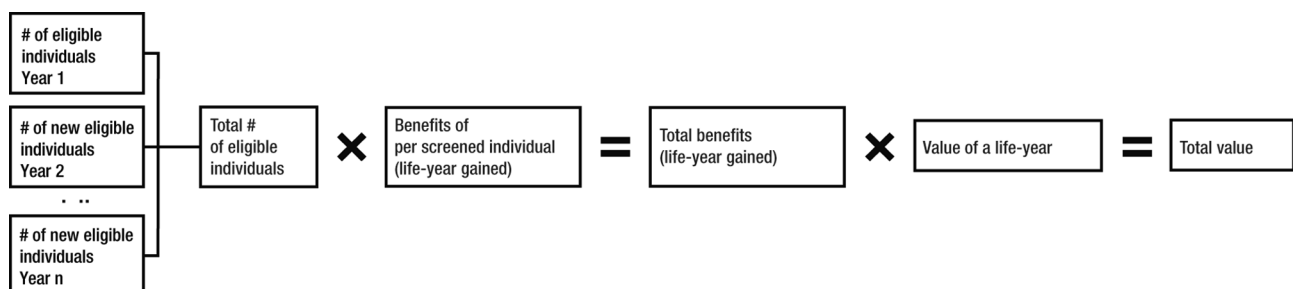 # of eligible
individuals
Year 1
# of new eligible
individuals
Year 2
. ..
# of new eligible
individuals
Year n
Total #
of eligible
individuals
×
Benefits of
per screened individual
(life-year gained)
=
Total benefits
(life-year gained)
×
Value of a life-year
=
Total value